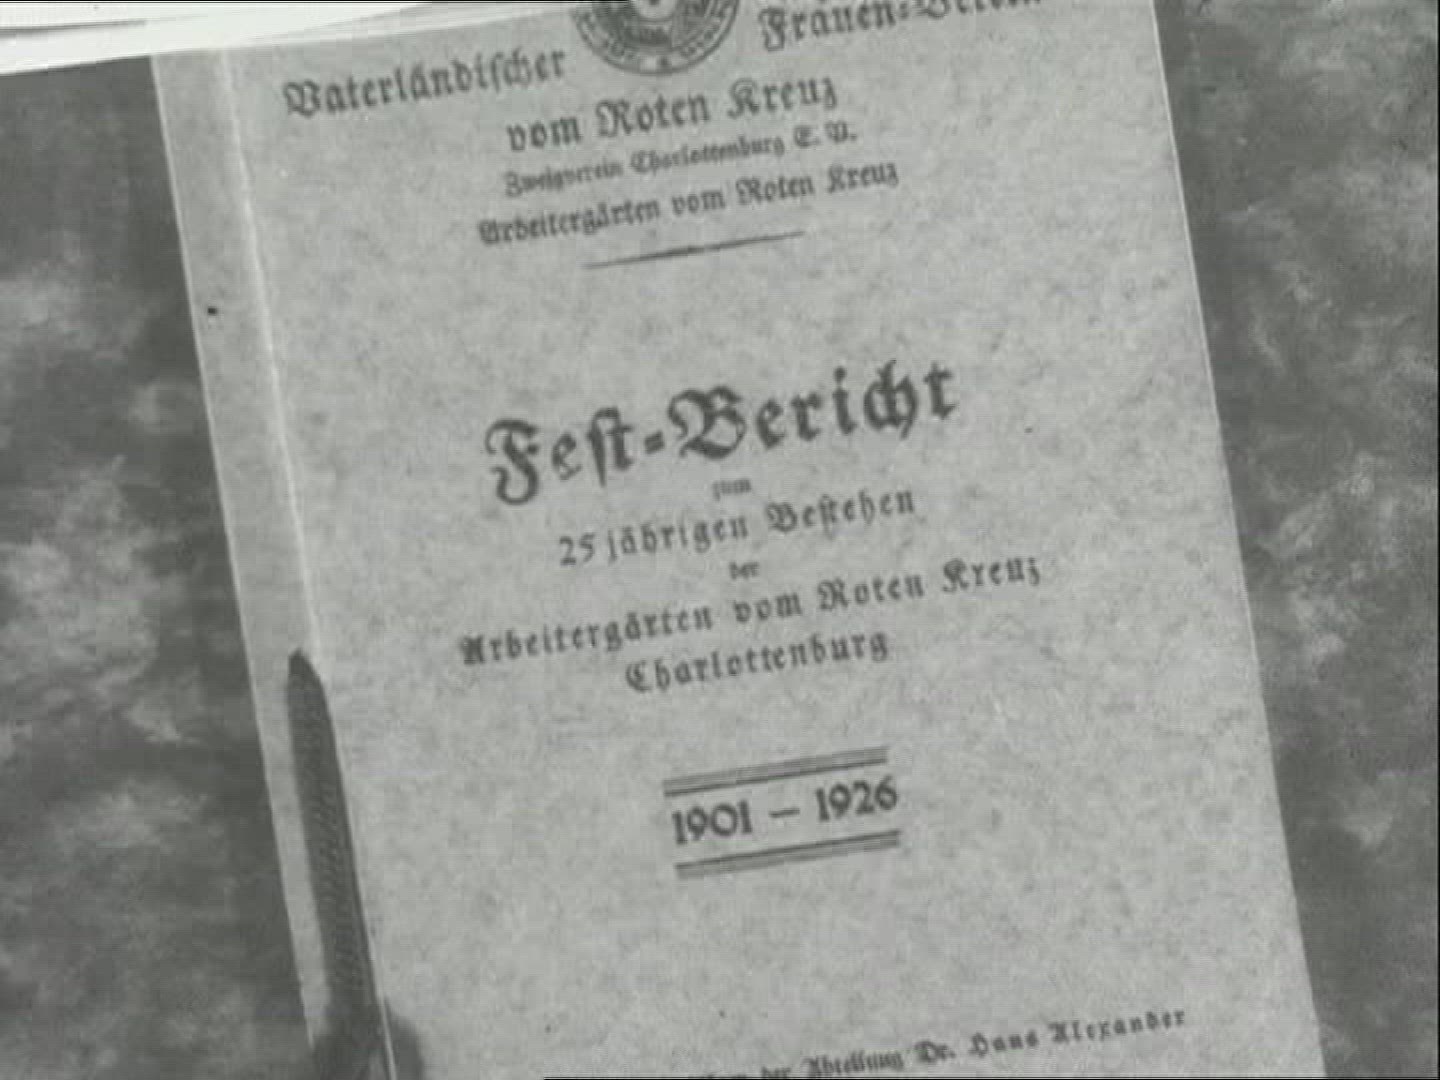 Vaterländischer Frauen-Verein
vom Roten Kreuz
Zweigverein Charlottenburg E. V.
Arbeitergärten vom Roten Kreuz
Fest-Bericht
zum
25 jährigen Bestehen
der
Arbeitergärten vom Roten Kreuz
Charlottenburg
1901 — 1926
der Abteilung Dr. Hans Alexander